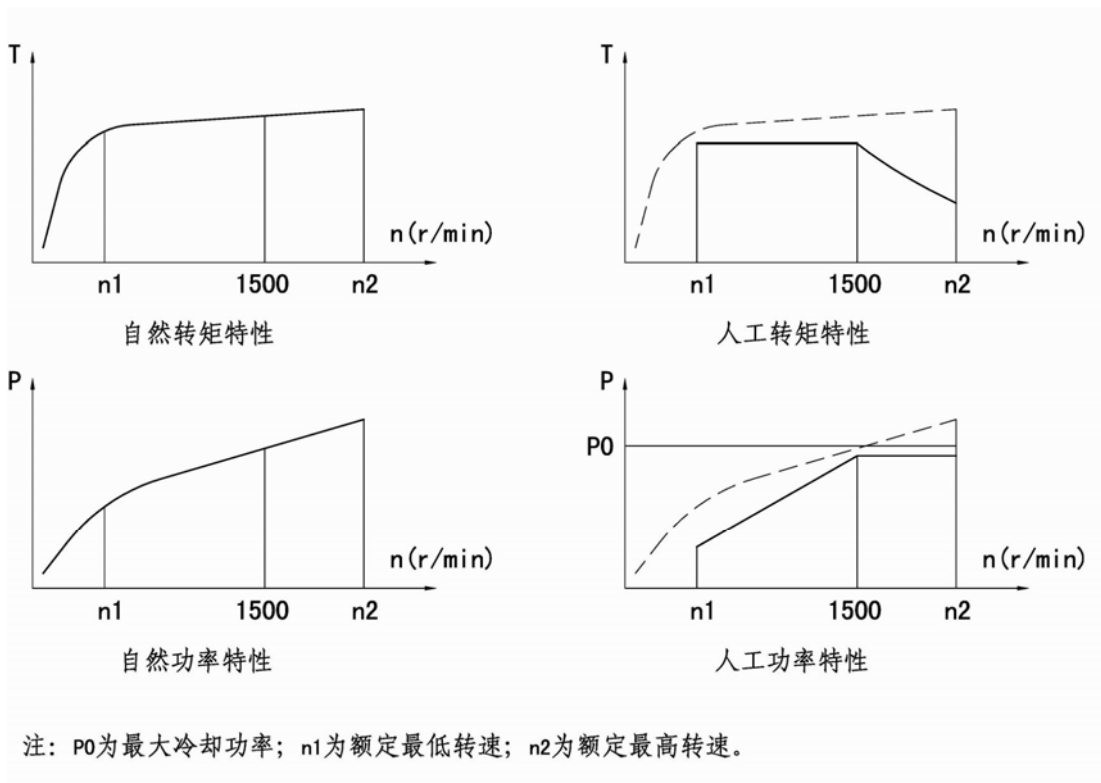 T
T
n(r/min)
n(r/min)
n1 1500 n2
n1 1500 n2
自然转矩特性
人工转矩特性
P
P
P0
n(r/min)
n(r/min)
n1 1500 n2
n1 1500 n2
自然功率特性
人工功率特性
注: P0为最大冷却功率; n1为额定最低转速; n2为额定最高转速。